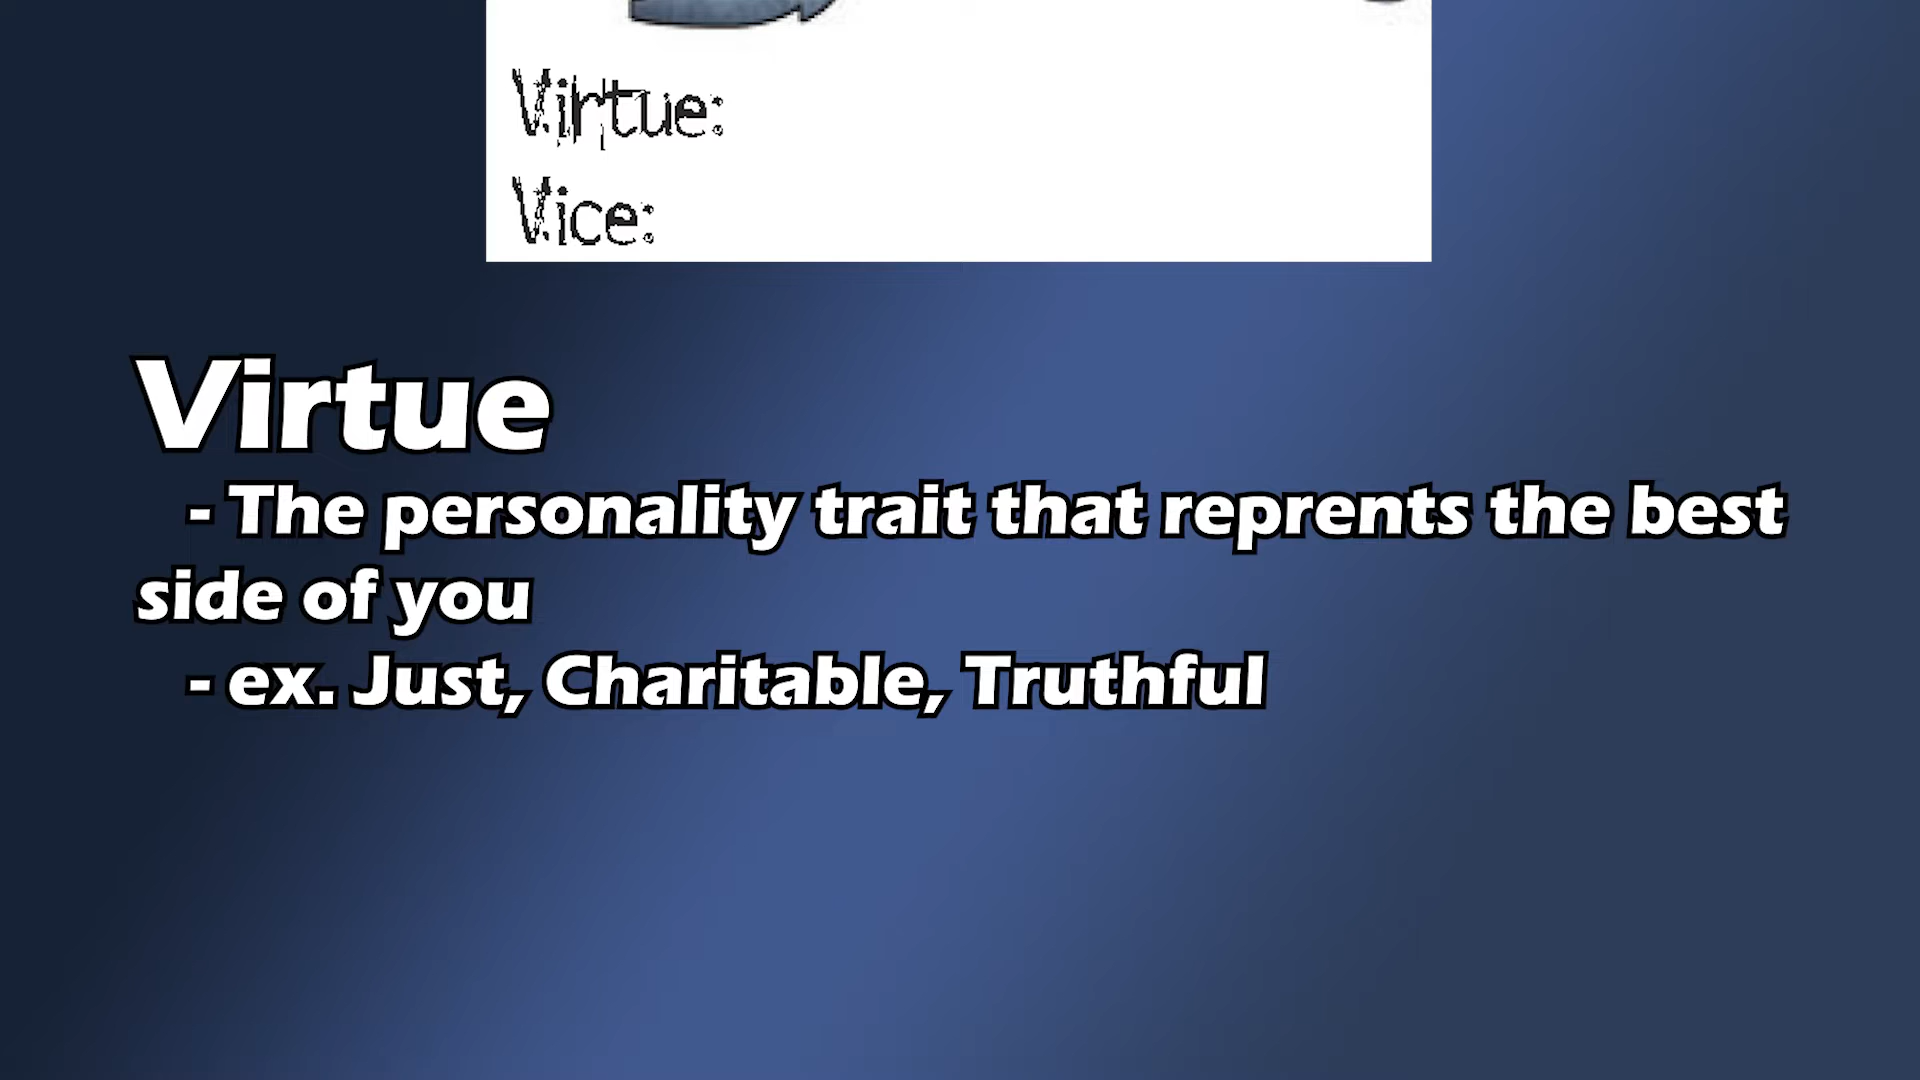 Virtue:
Vice:
Virtue
- The personality trait that reprents the best
side of you
- ex. Just, Charitable, Truthful